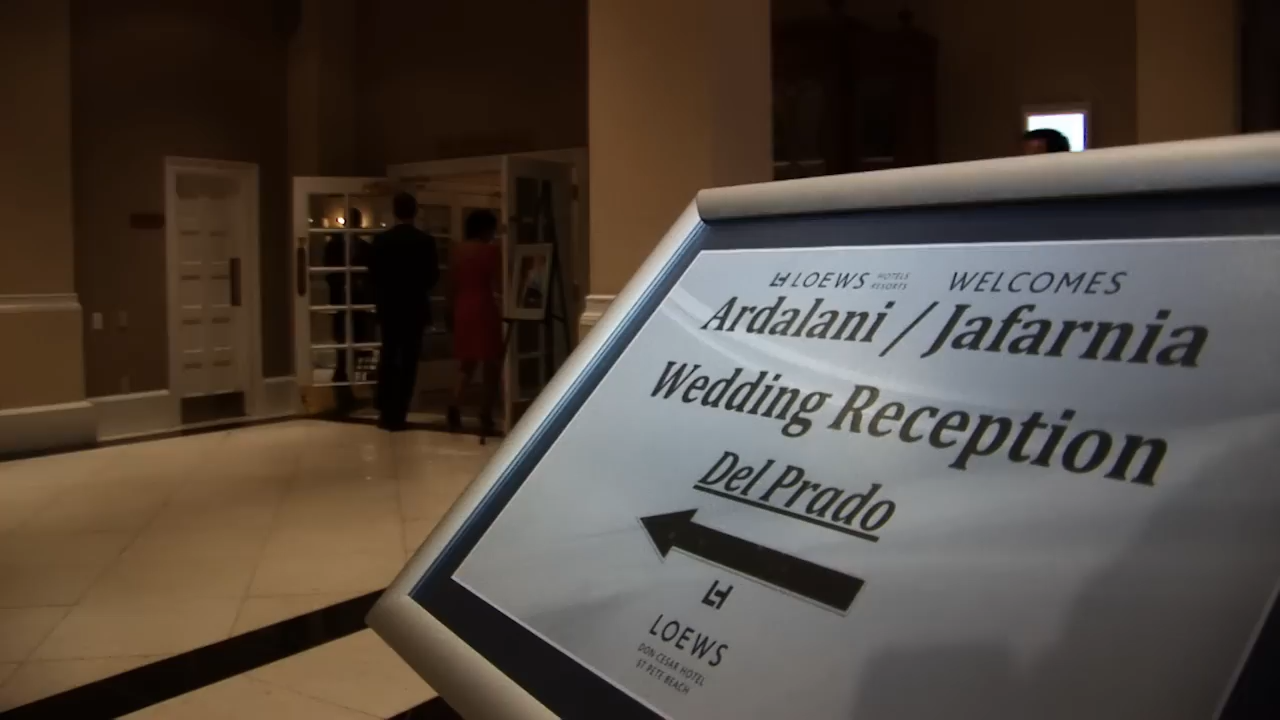 LOEWS HOTELS RESORTS WELCOMES
Ardalani / Jafarnia
Wedding Reception
Del Prado
LOEWS
DON CESAR HOTEL
ST PETE BEACH